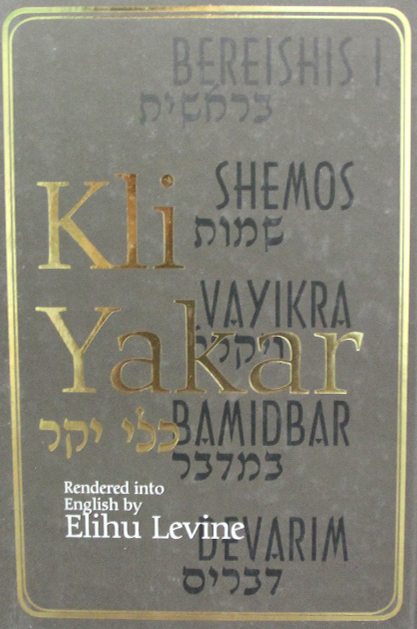 BEREISHIS I
בראשית
SHEMOS
שמות
Kli
VAYIKRA
ויקרא
Yakar
BAMIDBAR
כלי יקר
במדבר
Rendered into
English by
Elihu Levine
DEVARIM
דברים